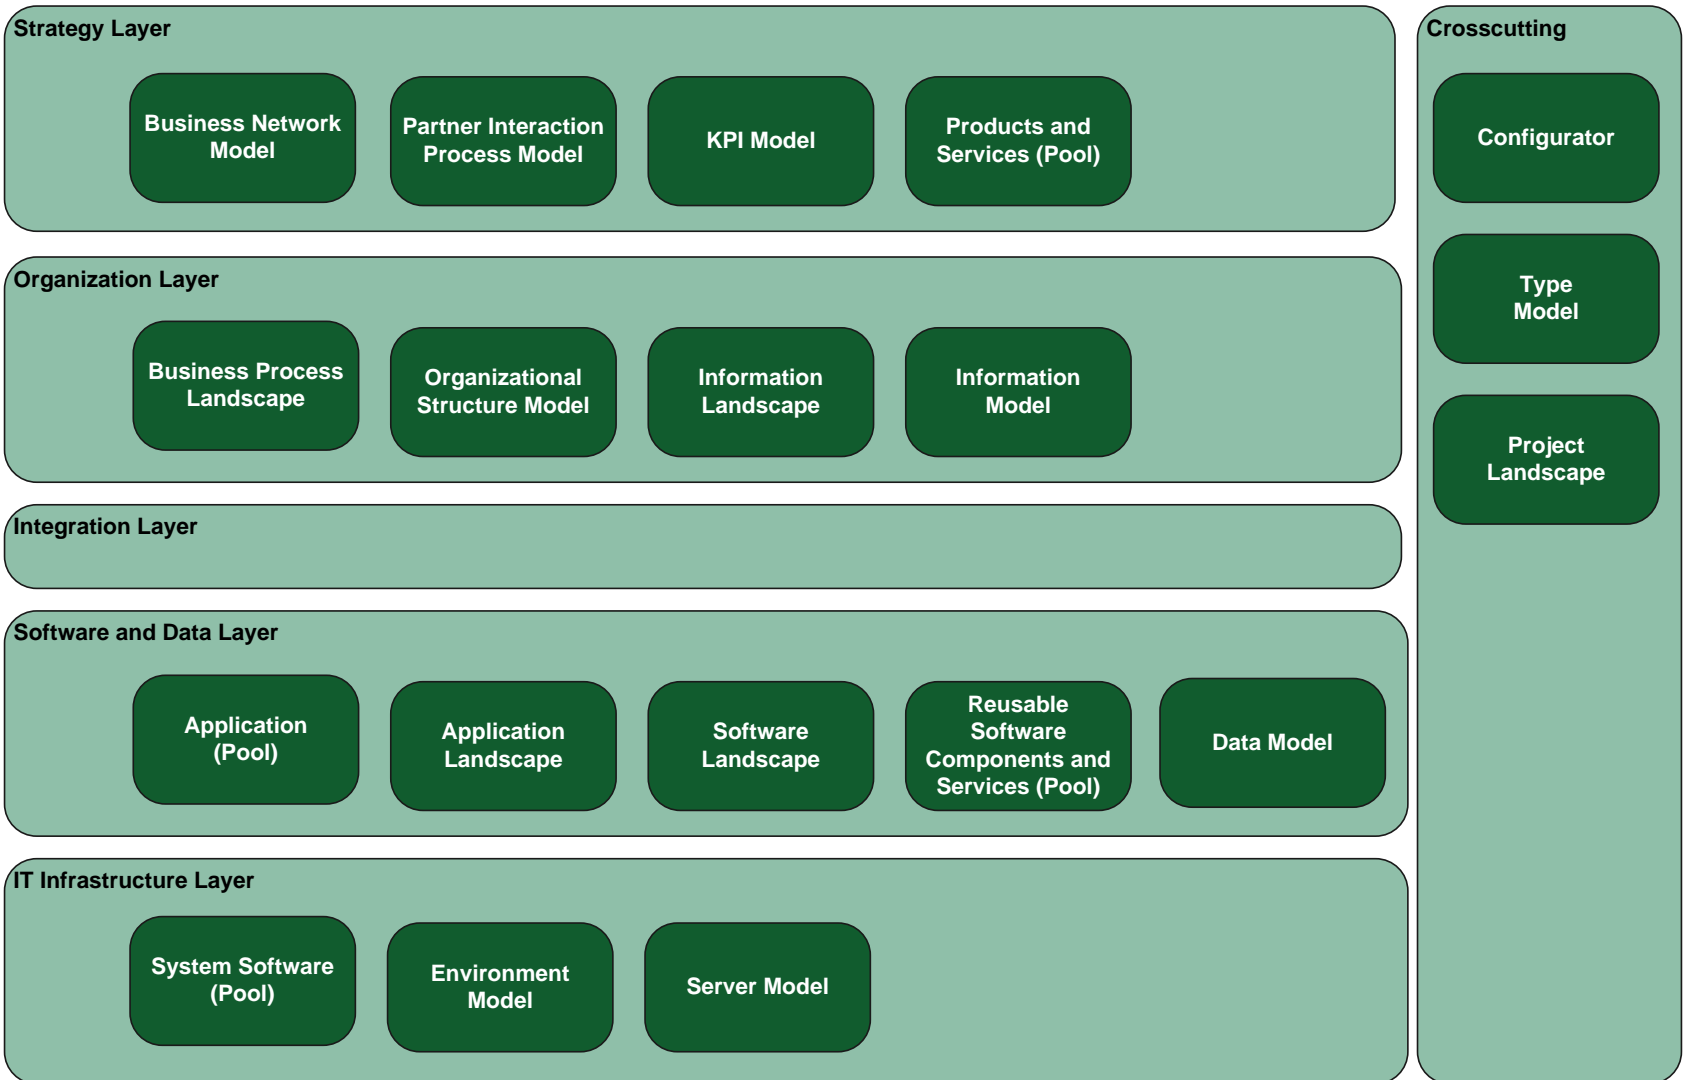 Strategy Layer
Business Network
Model
Partner Interaction
Process Model
KPI Model
Products and
Services (Pool)
Organization Layer
Business Process
Landscape
Organizational
Structure Model
Information
Landscape
Information
Model
Integration Layer
Software and Data Layer
Application
(Pool)
Application
Landscape
Software
Landscape
Reusable
Software
Components and
Services (Pool)
Data Model
IT Infrastructure Layer
System Software
(Pool)
Environment
Model
Server Model
Crosscutting
Configurator
Type
Model
Project
Landscape